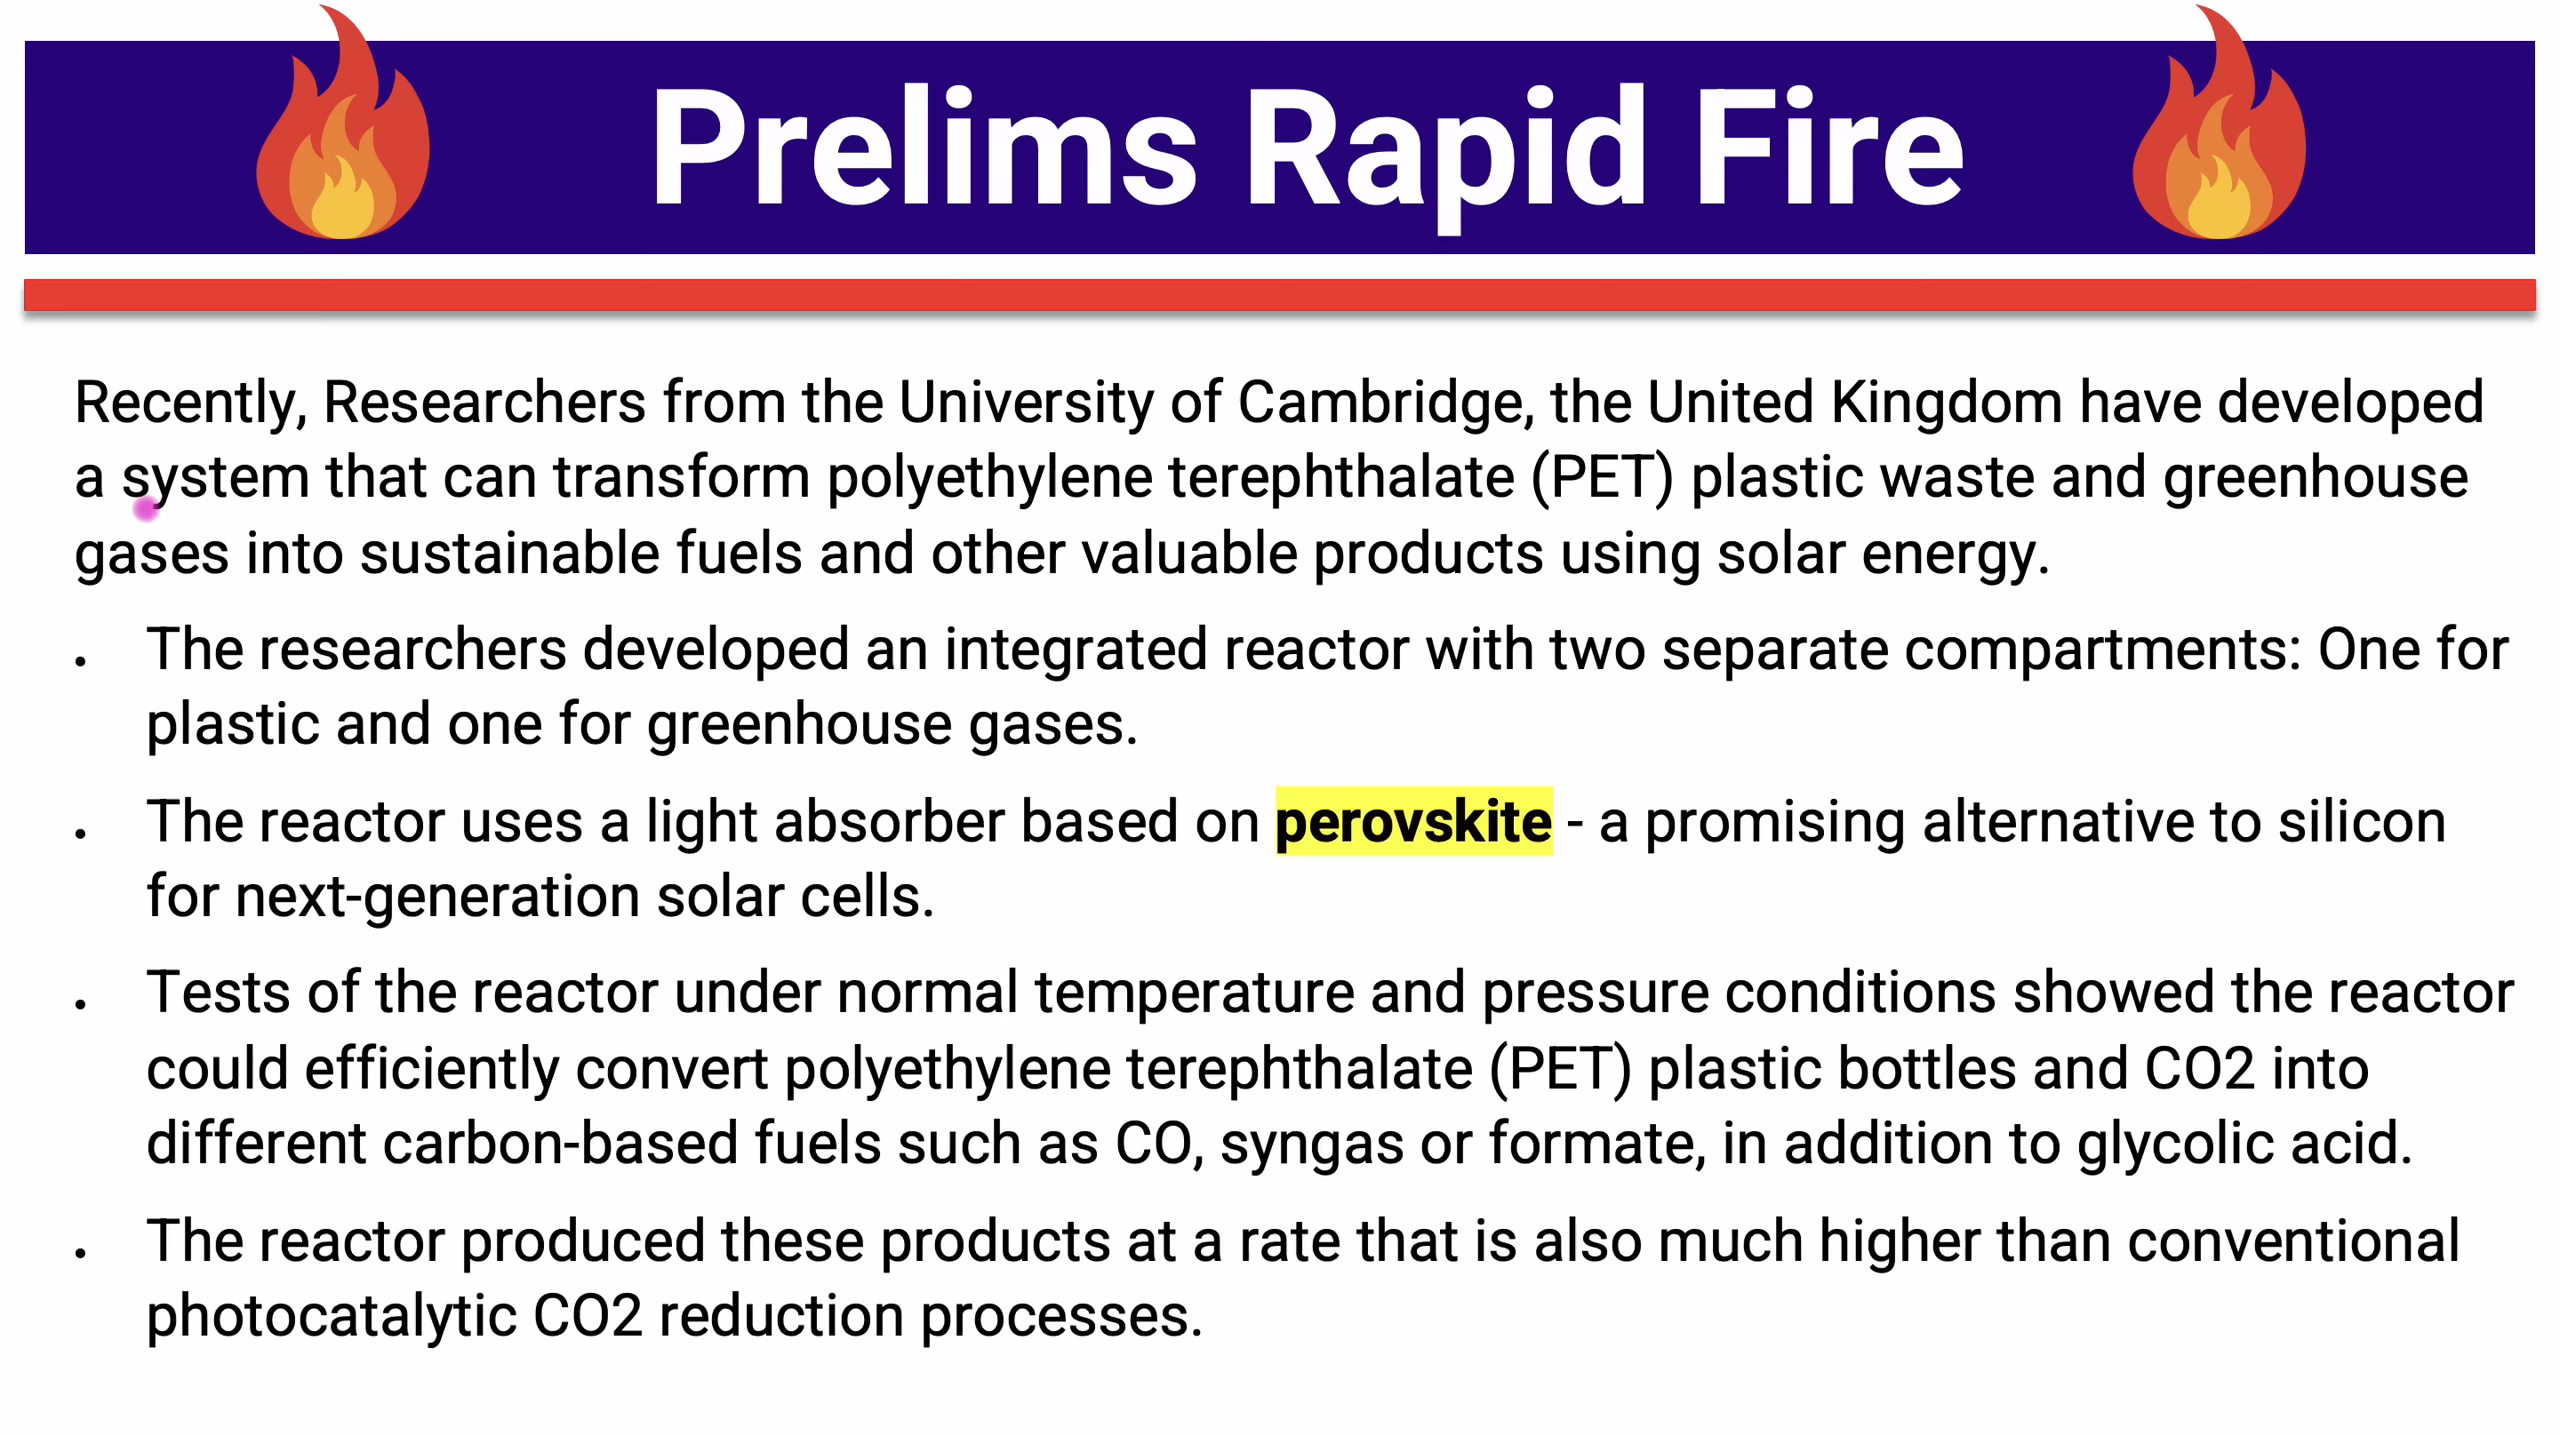 Prelims Rapid Fire
Recently, Researchers from the University of Cambridge, the United Kingdom have developed
a system that can transform polyethylene terephthalate (PET) plastic waste and greenhouse
gases into sustainable fuels and other valuable products using solar energy.
• The researchers developed an integrated reactor with two separate compartments: One for
plastic and one for greenhouse gases.
• The reactor uses a light absorber based on perovskite - a promising alternative to silicon
for next-generation solar cells.
• Tests of the reactor under normal temperature and pressure conditions showed the reactor
could efficiently convert polyethylene terephthalate (PET) plastic bottles and CO2 into
different carbon-based fuels such as CO, syngas or formate, in addition to glycolic acid.
• The reactor produced these products at a rate that is also much higher than conventional
photocatalytic CO2 reduction processes.